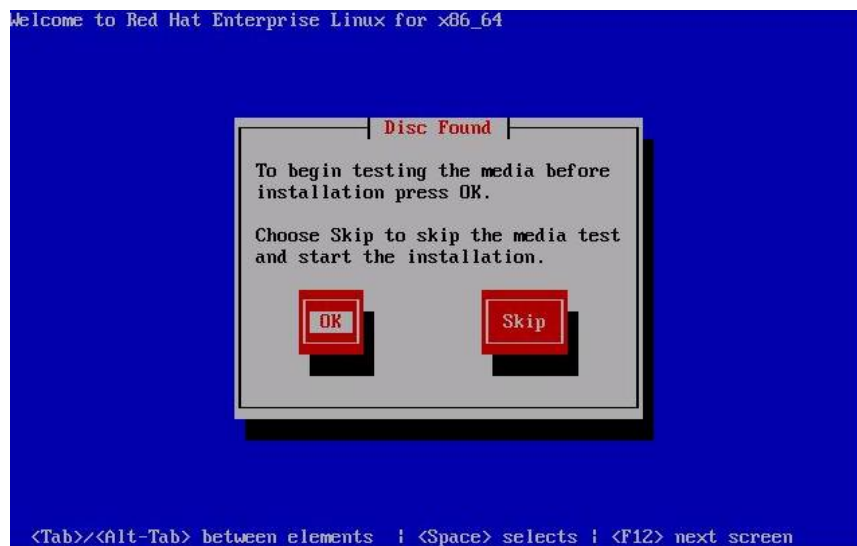 Welcome to Red Hat Enterprise Linux for x86_64
Disc Found
To begin testing the media before
installation press OK.
Choose Skip to skip the media test
and start the installation.
OK Skip
<Tab>/<Alt-Tab> between elements | <Space> selects | <F12> next screen